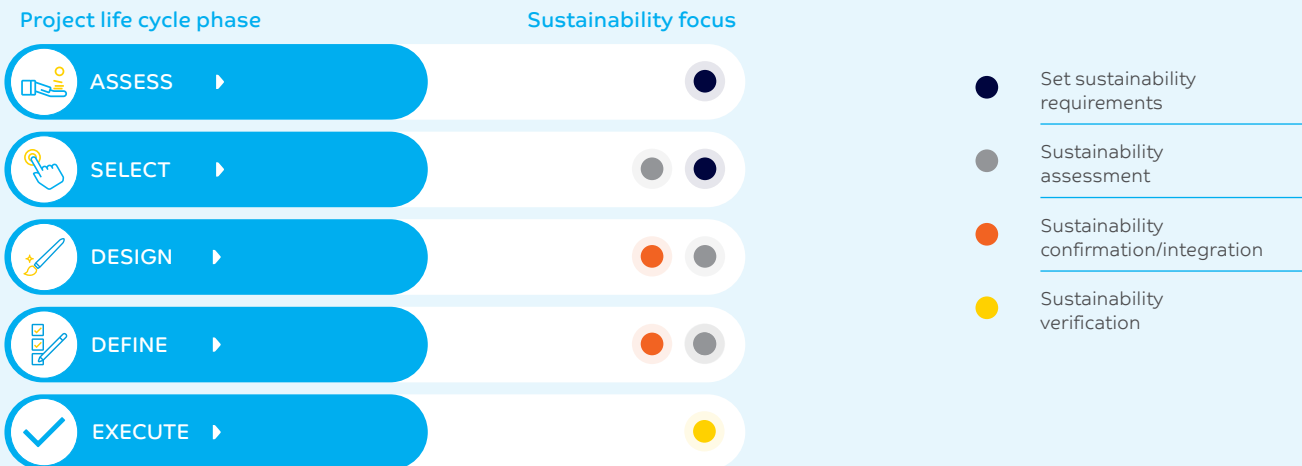 Project life cycle phase
Sustainability focus
ASSESS
SELECT
DESIGN
DEFINE
EXECUTE
Set sustainability
requirements
Sustainability
assessment
Sustainability
confirmation/integration
Sustainability
verification